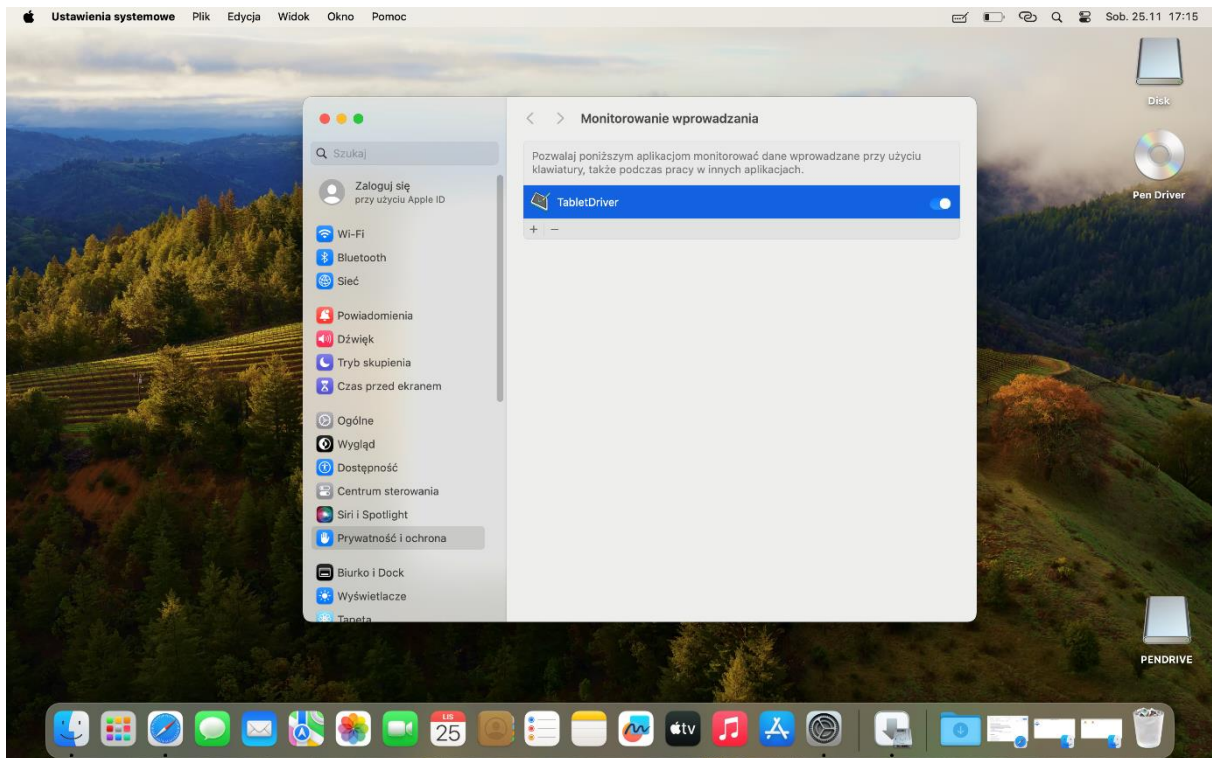 Ustawienia systemowe Plik Edycja Widok Okno Pomoc Sob. 25.11 17:15
Disk
Pen Driver
PENDRIVE
Szukaj
Zaloguj się
przy użyciu Apple ID
Wi-Fi
Bluetooth
Sieć
Powiadomienia
Dźwięk
Tryb skupienia
Czas przed ekranem
Ogólne
Wygląd
Dostępność
Centrum sterowania
Siri i Spotlight
Prywatność i ochrona
Biurko i Dock
Wyświetlacze
Tapeta
Monitorowanie wprowadzania
Pozwalaj poniższym aplikacjom monitorować dane wprowadzane przy użyciu
klawiatury, także podczas pracy w innych aplikacjach.
TabletDriver
+ −
LIS
25
tv